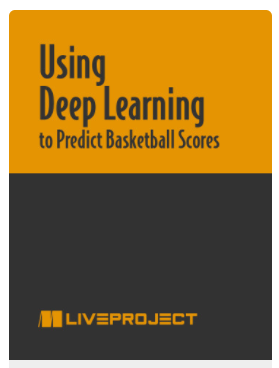 Using
Deep Learning
to Predict Basketball Scores
LIVEPROJECT